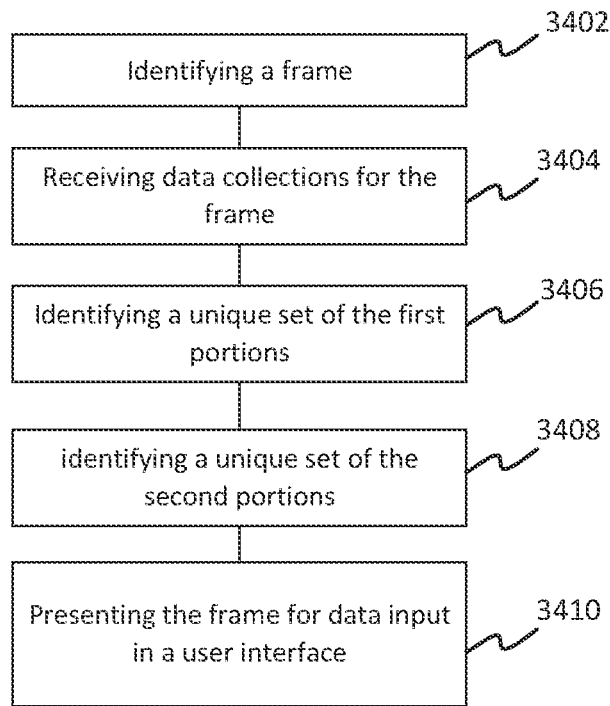 3402
Identifying a frame
3404
Receiving data collections for the
frame
3406
Identifying a unique set of the first
portions
3408
identifying a unique set of the
second portions
3410
Presenting the frame for data input
in a user interface